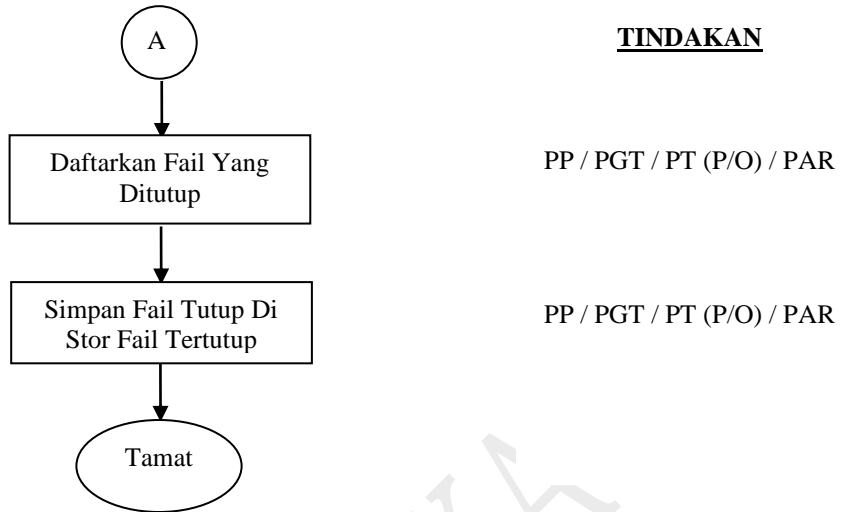 A
TINDAKAN
Daftarkan Fail Yang
Ditutup
PP / PGT / PT (P/O) / PAR
Simpan Fail Tutup Di
Stor Fail Tertutup
PP / PGT / PT (P/O) / PAR
Tamat